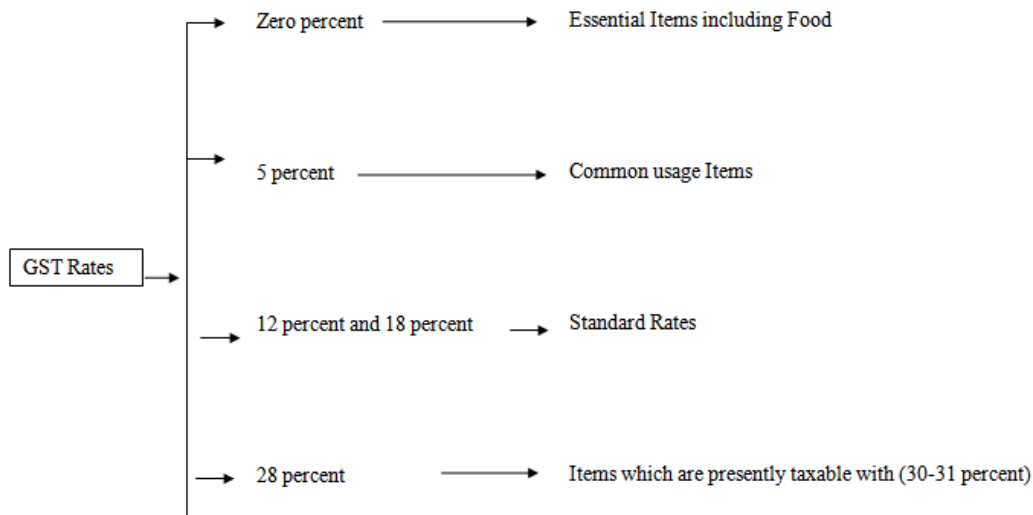 Zero percent
Essential Items including Food
5 percent
Common usage Items
GST Rates
12 percent and 18 percent
Standard Rates
28 percent
Items which are presently taxable with (30-31 percent)